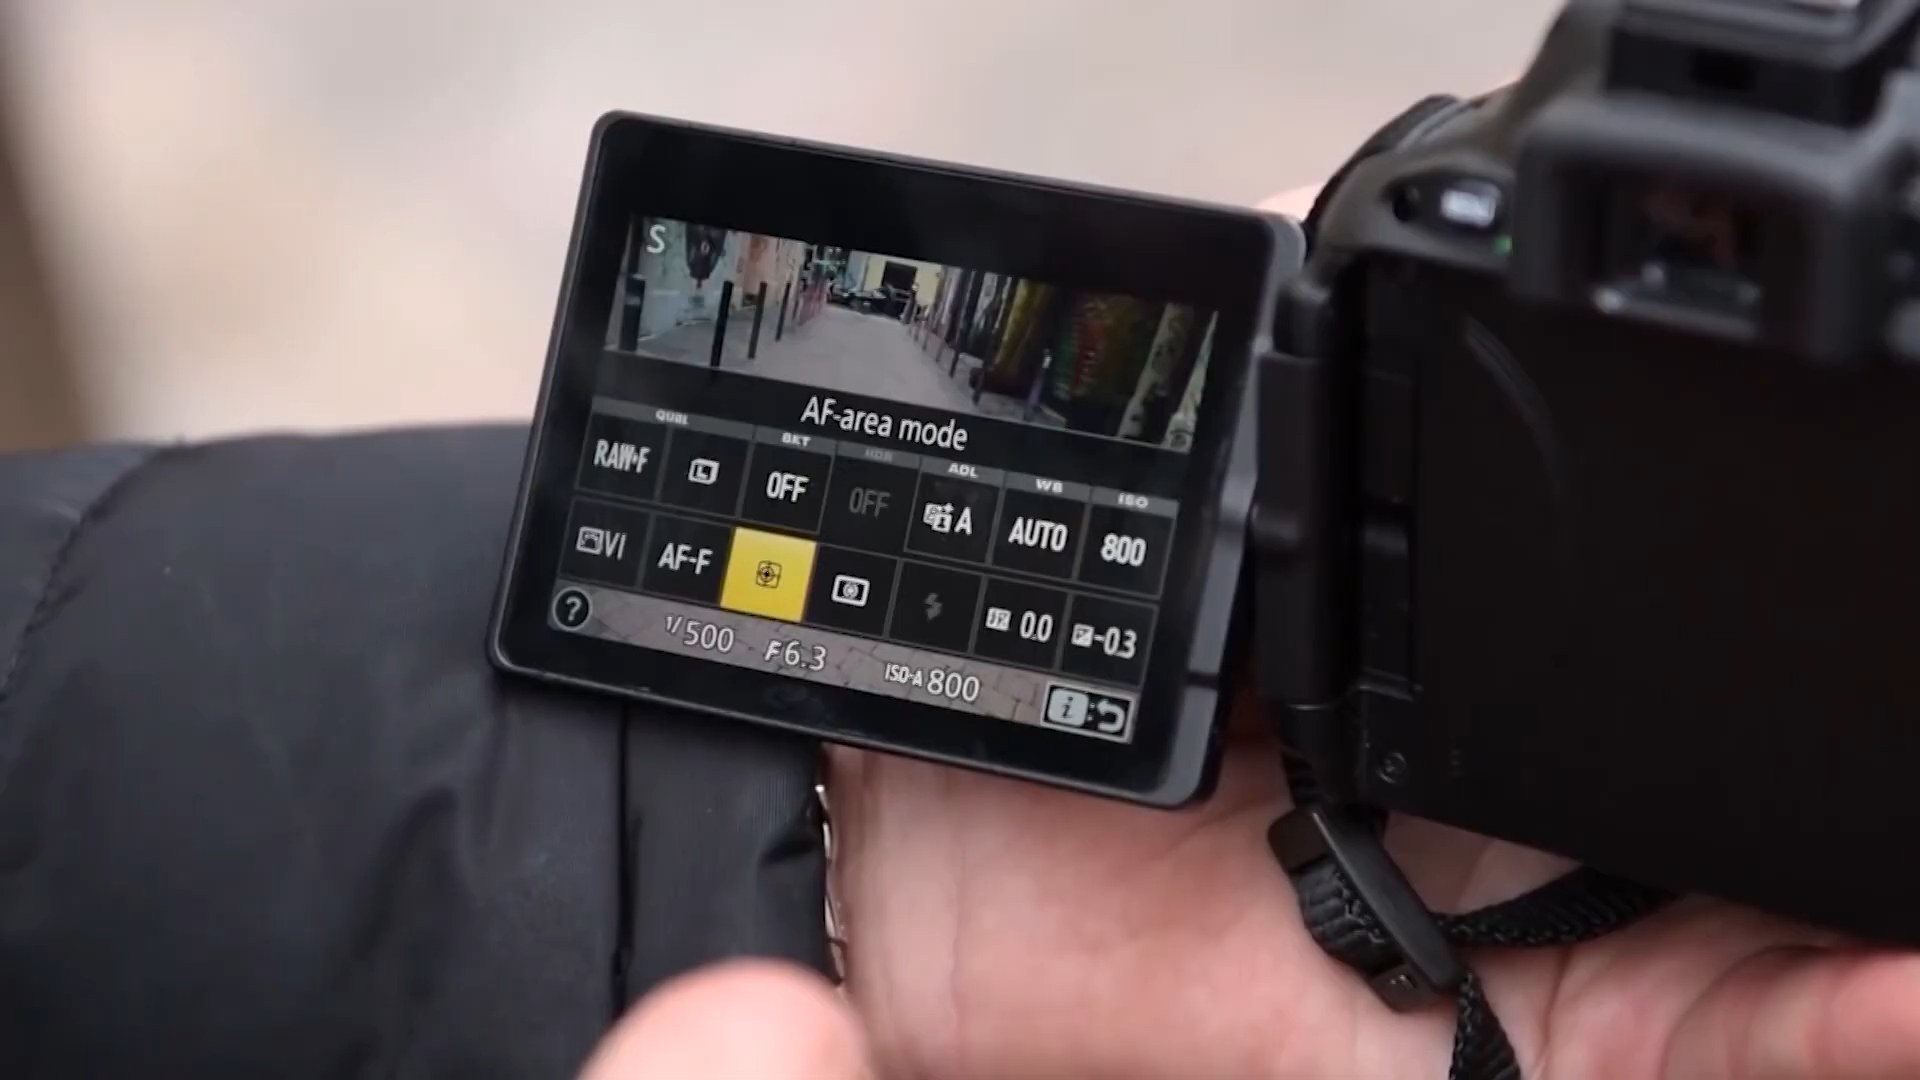 S
AF-area mode
QUAL BKT HDR ADL WB ISO
RAW+F L OFF OFF A AUTO 800
VI AF-F 0.0 -0.3
? 1/500 F6.3 ISO-A 800 i